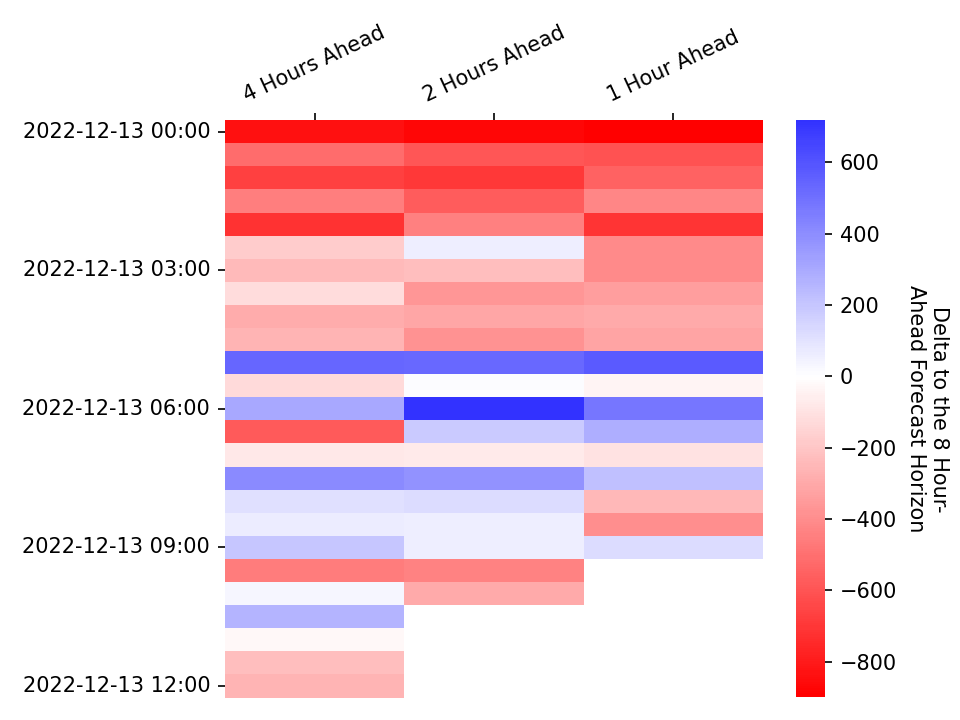 4 Hours Ahead
2 Hours Ahead
1 Hour Ahead
2022-12-13 00:00
2022-12-13 03:00
2022-12-13 06:00
2022-12-13 09:00
2022-12-13 12:00
600
400
200
0
−200
−400
−600
−800
Delta to the 8 Hour-
Ahead Forecast Horizon